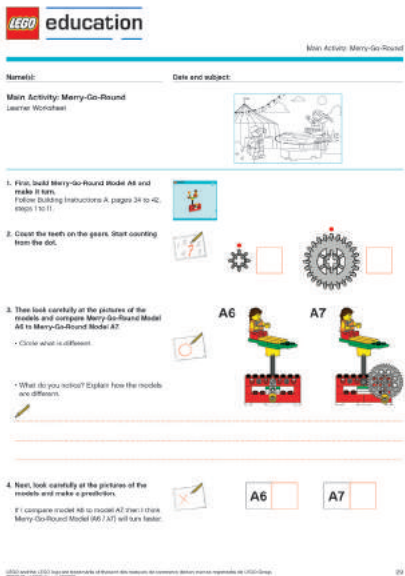 LEGO education
Main Activity: Merry-Go-Round
Name(s):
Date and subject:
Main Activity: Merry-Go-Round
Learner Worksheet
1. First, build Merry-Go-Round Model A6 and
make it turn.
Follow Building Instructions A, pages 34 to 42,
steps 1 to 11.
2. Count the teeth on the gears. Start counting
from the dot.
3. Then look carefully at the pictures of the
models and compare Merry-Go-Round Model
A6 to Merry-Go-Round Model A7.
• Circle what is different.
A6
A7
• What do you notice? Explain how the models
are different.
4. Next, look carefully at the pictures of the
models and make a prediction.
If I compare model A6 to model A7, then I think
Merry-Go-Round Model (A6 / A7) will turn faster.
A6
A7